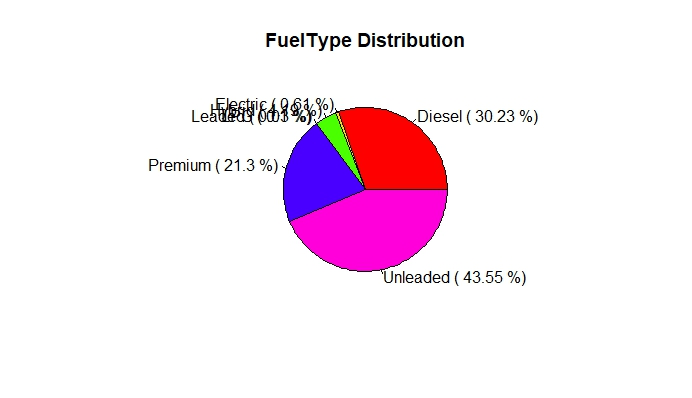 FuelType Distribution
Electric ( 0.61 %)
Diesel ( 30.23 %)
Premium ( 21.3 %)
Unleaded ( 43.55 %)